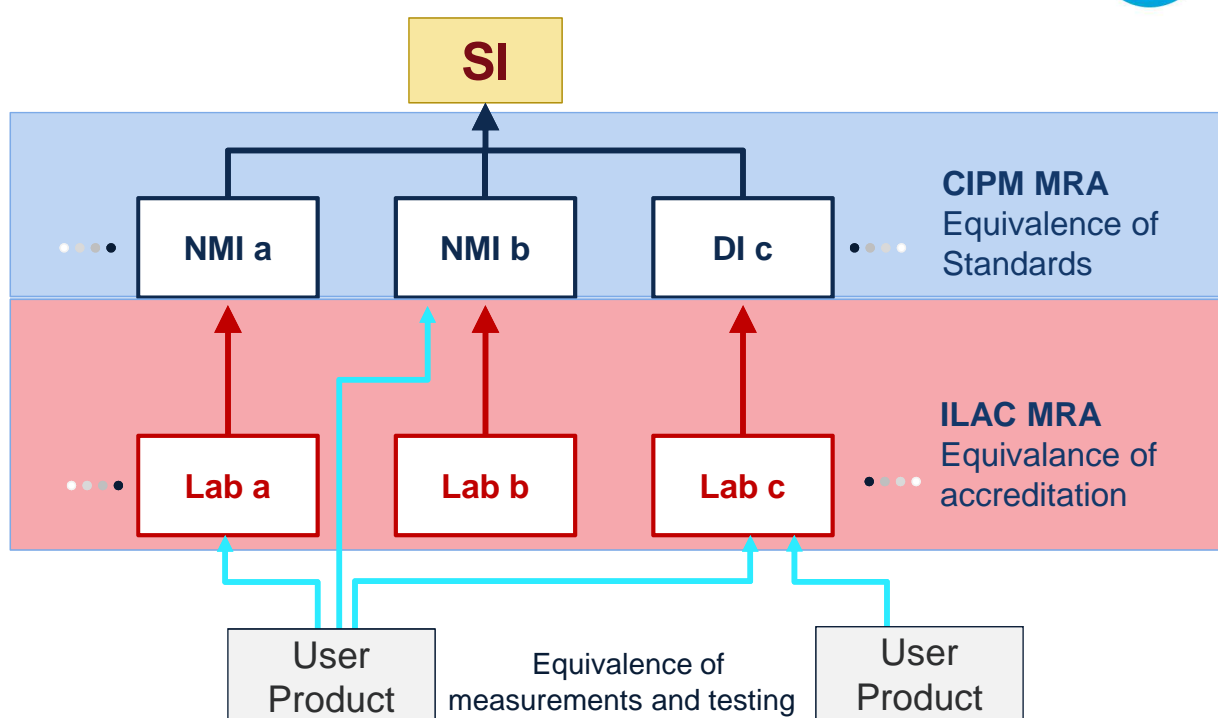 SI
CIPM MRA
Equivalence of
Standards
NMI a
NMI b
DI c
ILAC MRA
Equivalance of
accreditation
Lab a
Lab b
Lab c
User
Product
Equivalence of
measurements and testing
User
Product